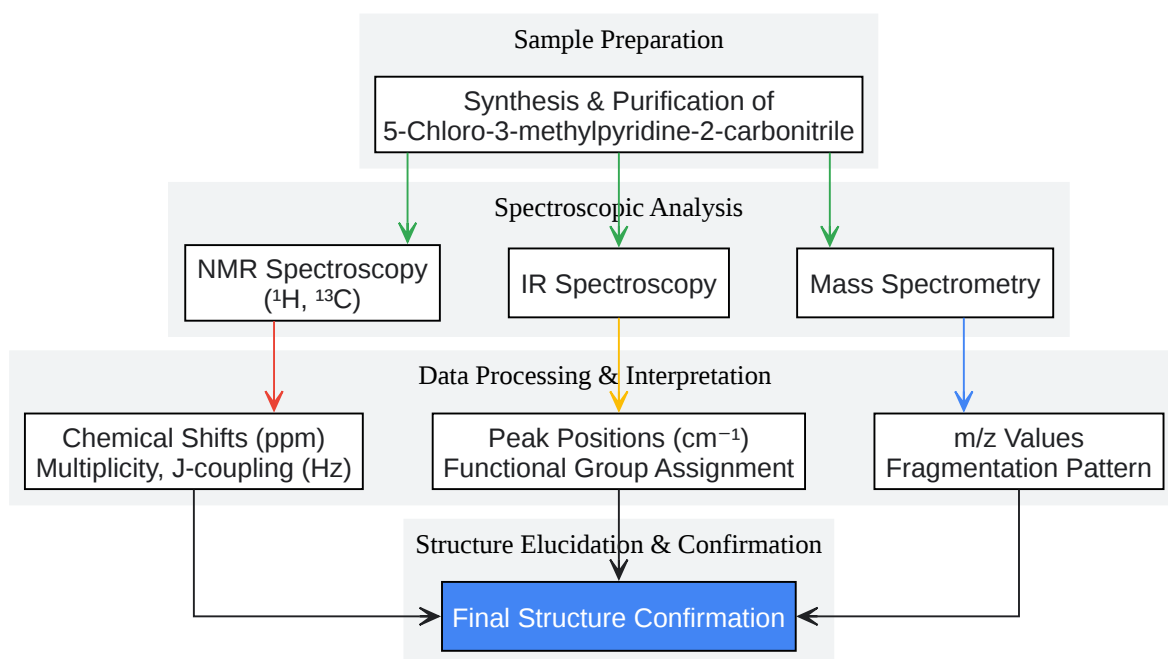 Sample Preparation
Synthesis & Purification of
5-Chloro-3-methylpyridine-2-carbonitrile
Spectroscopic Analysis
NMR Spectroscopy
(¹H, ¹³C)
IR Spectroscopy
Mass Spectrometry
Data Processing & Interpretation
Chemical Shifts (ppm)
Multiplicity, J-coupling (Hz)
Peak Positions (cm⁻¹)
Functional Group Assignment
m/z Values
Fragmentation Pattern
Structure Elucidation & Confirmation
Final Structure Confirmation